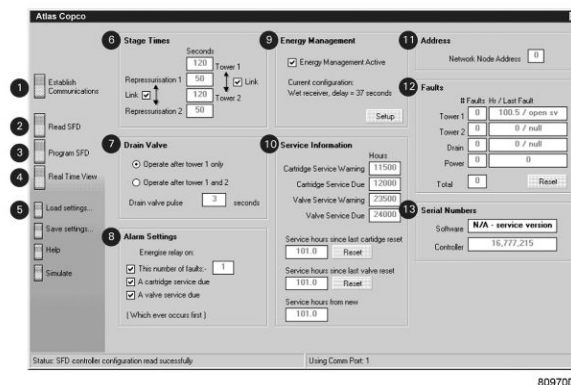 Atlas Copco
1 Establish
Communications
2 Read SFD
3 Program SFD
4 Real Time View
5 Load settings...
Save settings...
Help
Simulate
6 Stage Times
Seconds
120 Tower 1
Repressurisation 1 50 Link
Link 120 Tower 2
Repressurisation 2 50
7 Drain Valve
Operate after tower 1 only
Operate after tower 1 and 2
Drain valve pulse 3 seconds
8 Alarm Settings
Energise relay on:
This number of faults:- 1
A cartridge service due
A valve service due
( Which ever occurs first )
9 Energy Management
Energy Management Active
Current configuration:
Wet receiver, delay = 37 seconds
Setup
10 Service Information
Hours
Cartridge Service Warning 11500
Cartridge Service Due 12000
Valve Service Warning 23500
Valve Service Due 24000
Service hours since last cartidge reset
101.0 Reset
Service hours since last valve reset
101.0 Reset
Service hours from new
101.0
11 Address
Network Node Address 0
12 Faults
# Faults Hr / Last Fault
Tower 1 0 100.5 / open sv
Tower 2 0 0 / null
Drain 0 0 / null
Power 0 0
Total 0 Reset
13 Serial Numbers
Software N/A - service version
Controller 16,777,215
Status: SFD controller configuration read sucessfully Using Comm Port: 1
80970D